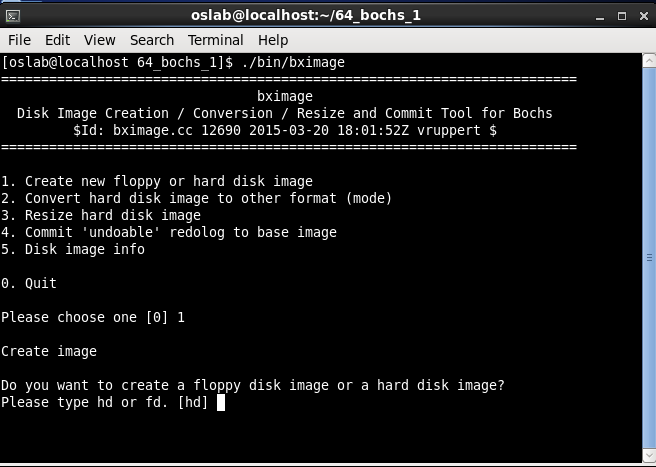 oslab@localhost:~/64_bochs_1
File Edit View Search Terminal Help
[oslab@localhost 64_bochs_1]$ ./bin/bximage
========================================================================
bximage
Disk Image Creation / Conversion / Resize and Commit Tool for Bochs
$Id: bximage.cc 12690 2015-03-20 18:01:52Z vruppert $
========================================================================
1. Create new floppy or hard disk image
2. Convert hard disk image to other format (mode)
3. Resize hard disk image
4. Commit 'undoable' redolog to base image
5. Disk image info
0. Quit
Please choose one [0] 1
Create image
Do you want to create a floppy disk image or a hard disk image?
Please type hd or fd. [hd]